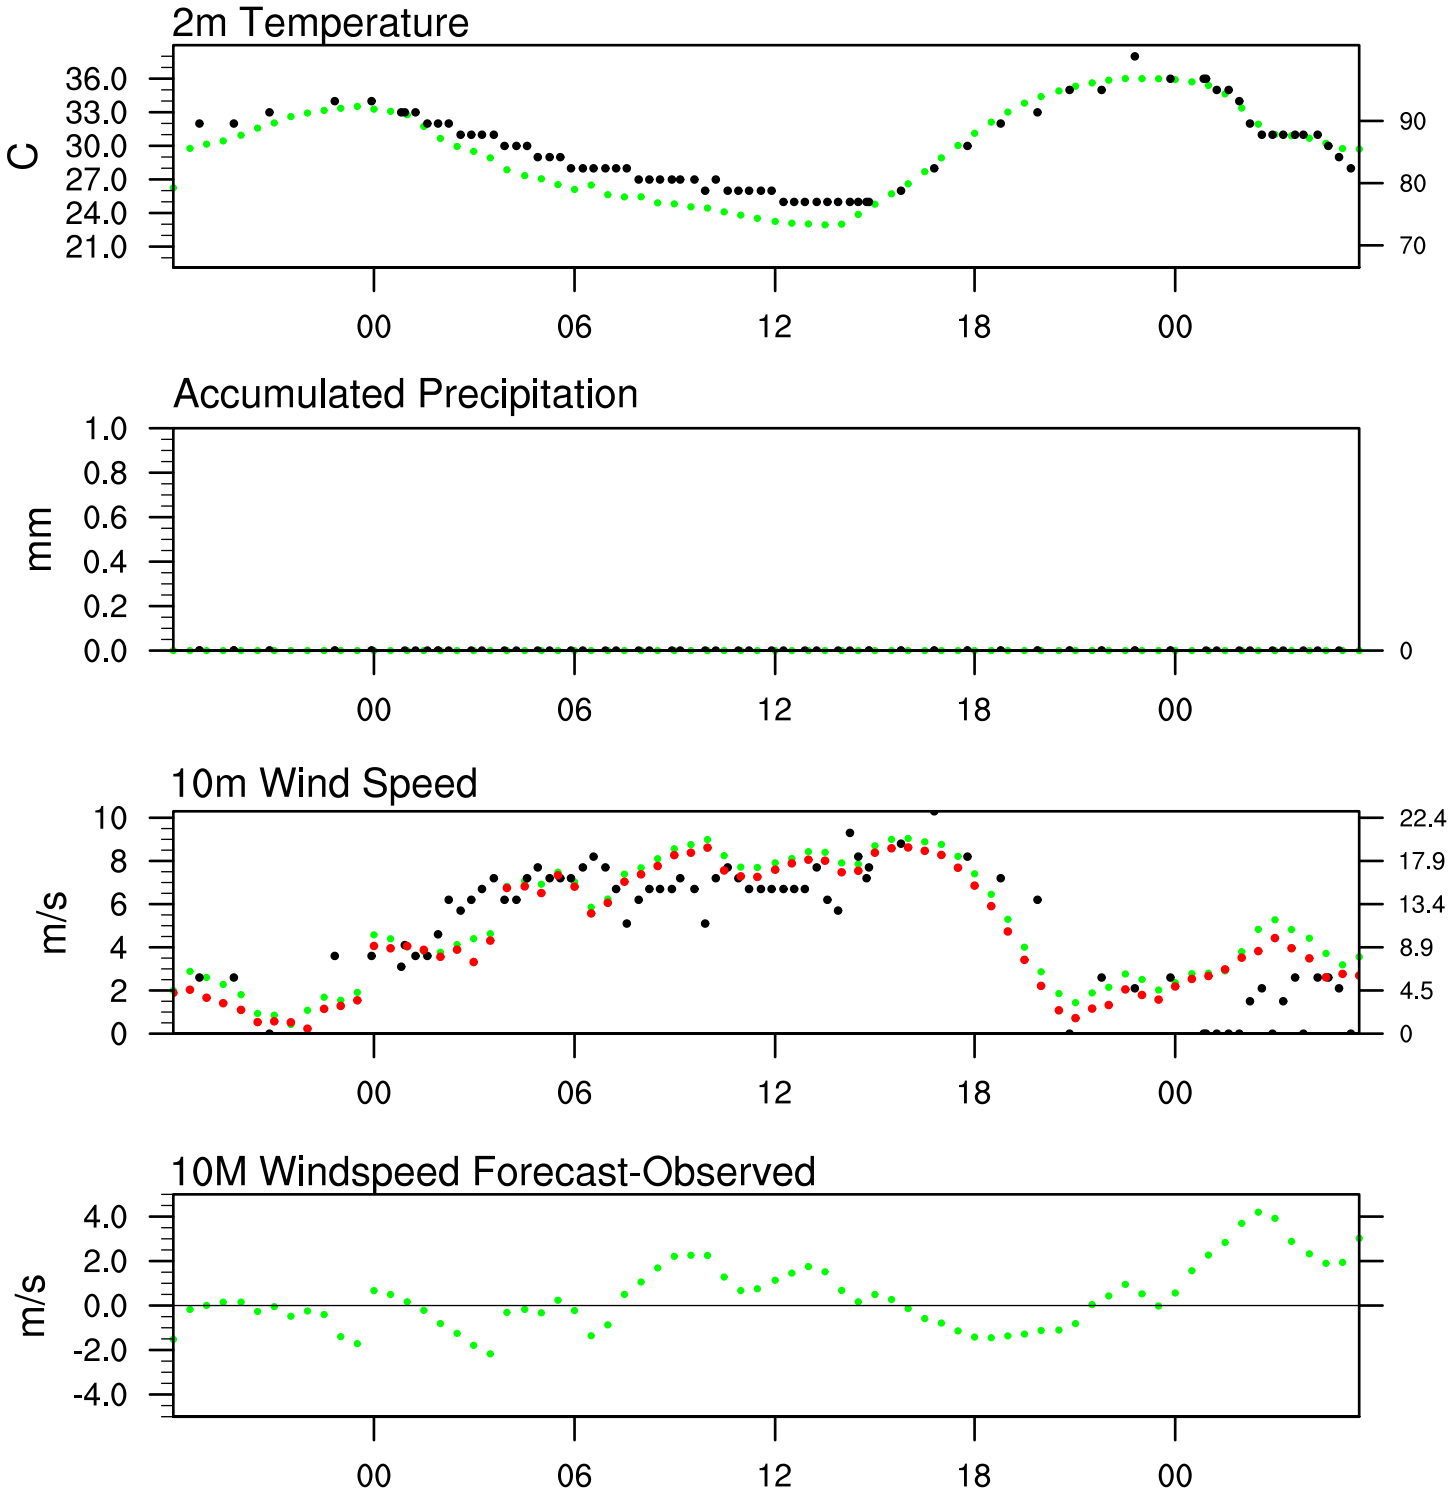 2m Temperature
C
36.0
33.0
30.0
27.0
24.0
21.0
90
80
70
00 06 12 18 00
Accumulated Precipitation
mm
1.0
0.8
0.6
0.4
0.2
0.0
0
00 06 12 18 00
10m Wind Speed
m/s
10
8
6
4
2
0
22.4
17.9
13.4
8.9
4.5
0
00 06 12 18 00
10M Windspeed Forecast-Observed
m/s
4.0
2.0
0.0
-2.0
-4.0
00 06 12 18 00